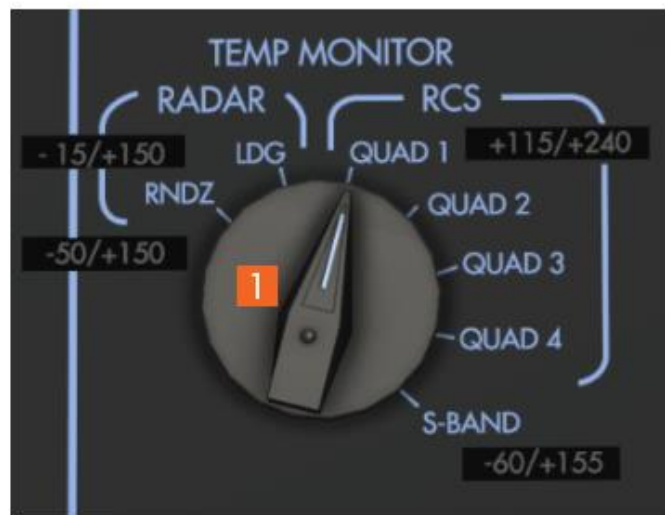 TEMP MONITOR
RADAR
RCS
- 15/+150
LDG
QUAD 1
+115/+240
RNDZ
QUAD 2
-50/+150
QUAD 3
1
QUAD 4
S-BAND
-60/+155